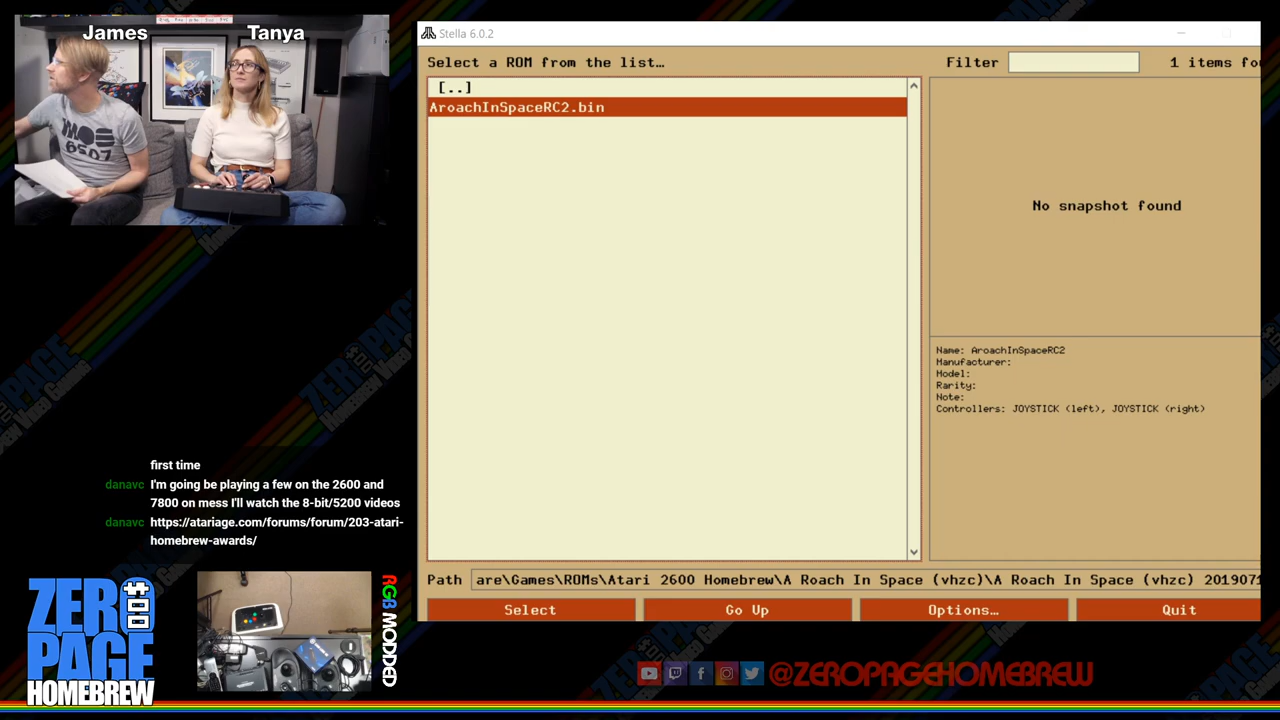 James
Tanya
MOS
6507
Stella 6.0.2
Select a ROM from the list…
Filter
1 items fo
[..]
AroachInSpaceRC2.bin
No snapshot found
Name: AroachInSpaceRC2
Manufacturer:
Model:
Rarity:
Note:
Controllers: JOYSTICK (left), JOYSTICK (right)
Path
are\Games\ROMs\Atari 2600 Homebrew\A Roach In Space (vhzc)\A Roach In Space (vhzc) 2019071
Select
Go Up
Options…
Quit
first time
danavc I'm going be playing a few on the 2600 and
7800 on mess I'll watch the 8-bit/5200 videos
danavc https://atariage.com/forums/forum/203-atari-
homebrew-awards/
ZERO
PAGE
HOMEBREW
RGB MODDED
@ZEROPAGEHOMEBREW